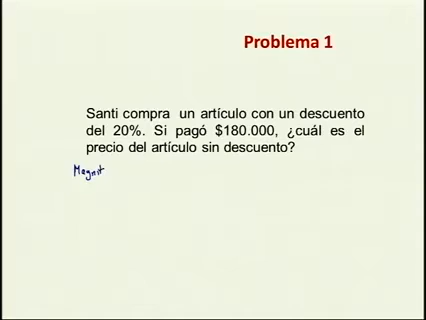 Problema 1
Santi compra un artículo con un descuento
del 20%. Si pagó $180.000, ¿cuál es el
precio del artículo sin descuento?
Magnit